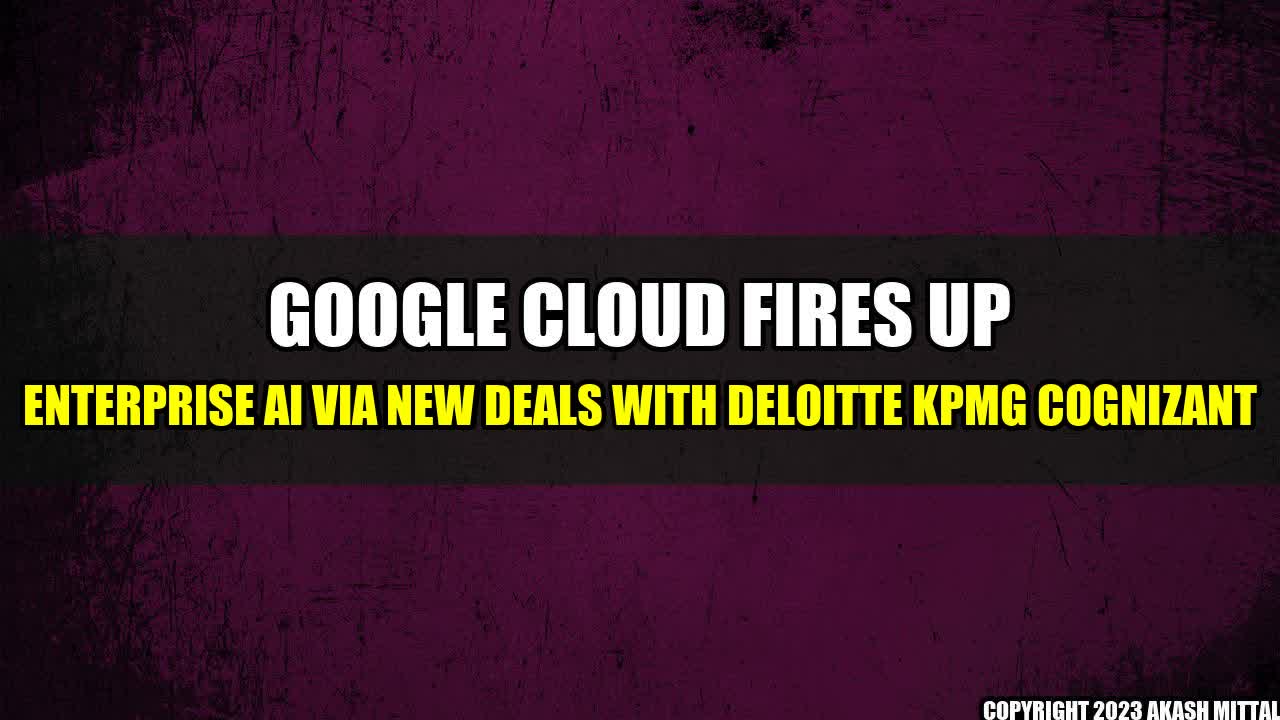 GOOGLE CLOUD FIRES UP
ENTERPRISE AI VIA NEW DEALS WITH DELOITTE KPMG COGNIZANT
COPYRIGHT 2023 AKASH MITTAL